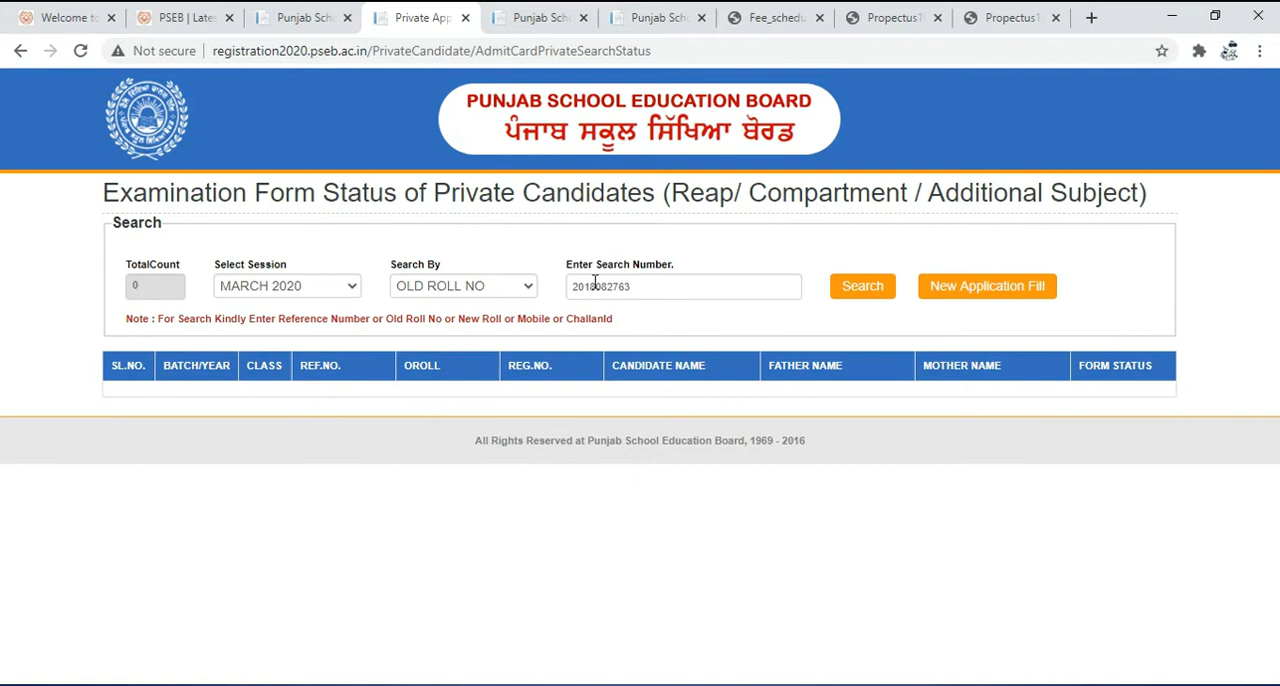 Welcome to
PSEB | Late
Punjab Sch
Private App
Punjab Sch
Punjab Sch
Fee_schedu
Propectus1
Propectus1
Not secure
registration2020.pseb.ac.in/PrivateCandidate/AdmitCardPrivateSearchStatus
PUNJAB SCHOOL EDUCATION BOARD
ਪੰਜਾਬ ਸਕੂਲ ਸਿੱਖਿਆ ਬੋਰਡ
Examination Form Status of Private Candidates (Reap/ Compartment / Additional Subject)
Search
TotalCount Select Session Search By Enter Search Number.
0 MARCH 2020 OLD ROLL NO 2018082763 Search New Application Fill
Note : For Search Kindly Enter Reference Number or Old Roll No or New Roll or Mobile or ChallanId
SL.NO. BATCH/YEAR CLASS REF.NO. OROLL REG.NO. CANDIDATE NAME FATHER NAME MOTHER NAME FORM STATUS
All Rights Reserved at Punjab School Education Board, 1969 - 2016